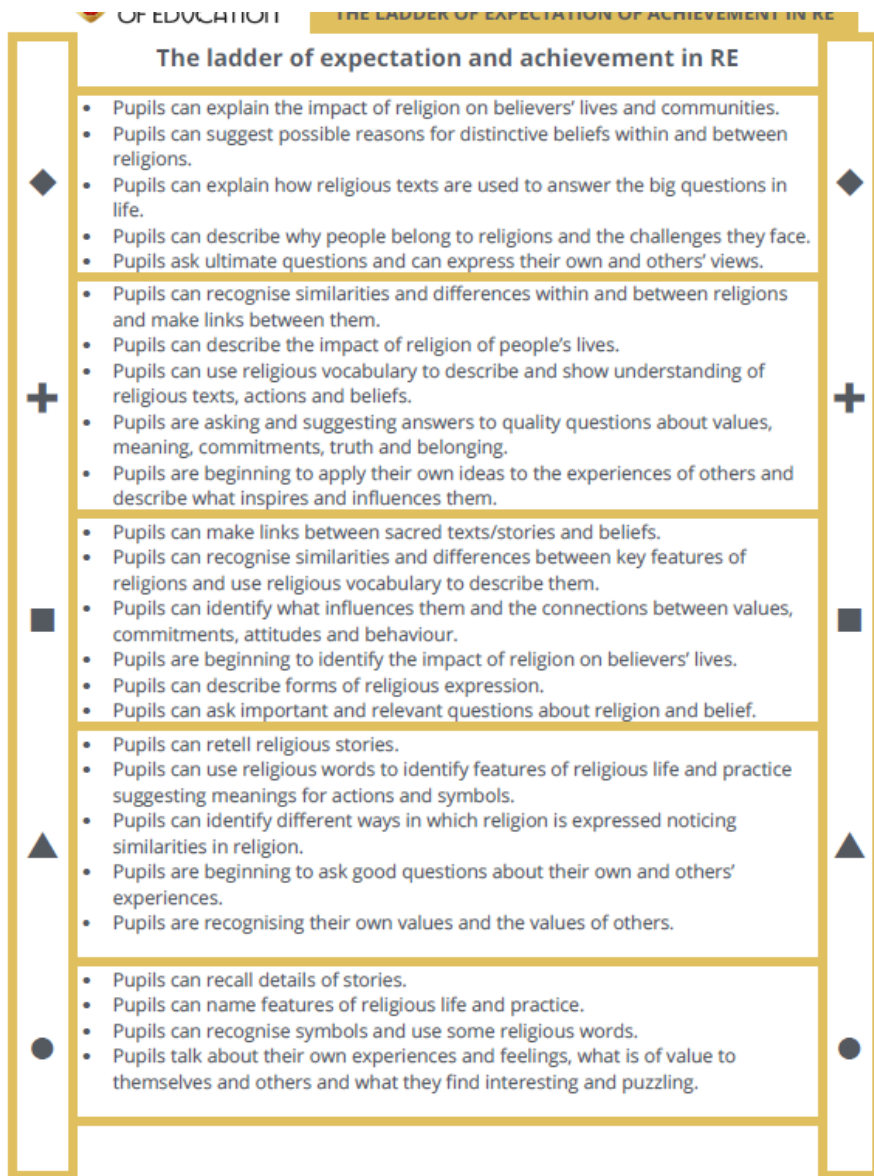 OF EDUCATION
THE LADDER OF EXPECTATION OF ACHIEVEMENT IN RE
The ladder of expectation and achievement in RE
• Pupils can explain the impact of religion on believers' lives and communities.
• Pupils can suggest possible reasons for distinctive beliefs within and between
religions.
• Pupils can explain how religious texts are used to answer the big questions in
life.
• Pupils can describe why people belong to religions and the challenges they face.
• Pupils ask ultimate questions and can express their own and others' views.
• Pupils can recognise similarities and differences within and between religions
and make links between them.
• Pupils can describe the impact of religion of people's lives.
• Pupils can use religious vocabulary to describe and show understanding of
religious texts, actions and beliefs.
• Pupils are asking and suggesting answers to quality questions about values,
meaning, commitments, truth and belonging.
• Pupils are beginning to apply their own ideas to the experiences of others and
describe what inspires and influences them.
• Pupils can make links between sacred texts/stories and beliefs.
• Pupils can recognise similarities and differences between key features of
religions and use religious vocabulary to describe them.
• Pupils can identify what influences them and the connections between values,
commitments, attitudes and behaviour.
• Pupils are beginning to identify the impact of religion on believers' lives.
• Pupils can describe forms of religious expression.
• Pupils can ask important and relevant questions about religion and belief.
• Pupils can retell religious stories.
• Pupils can use religious words to identify features of religious life and practice
suggesting meanings for actions and symbols.
• Pupils can identify different ways in which religion is expressed noticing
similarities in religion.
• Pupils are beginning to ask good questions about their own and others'
experiences.
• Pupils are recognising their own values and the values of others.
• Pupils can recall details of stories.
• Pupils can name features of religious life and practice.
• Pupils can recognise symbols and use some religious words.
• Pupils talk about their own experiences and feelings, what is of value to
themselves and others and what they find interesting and puzzling.